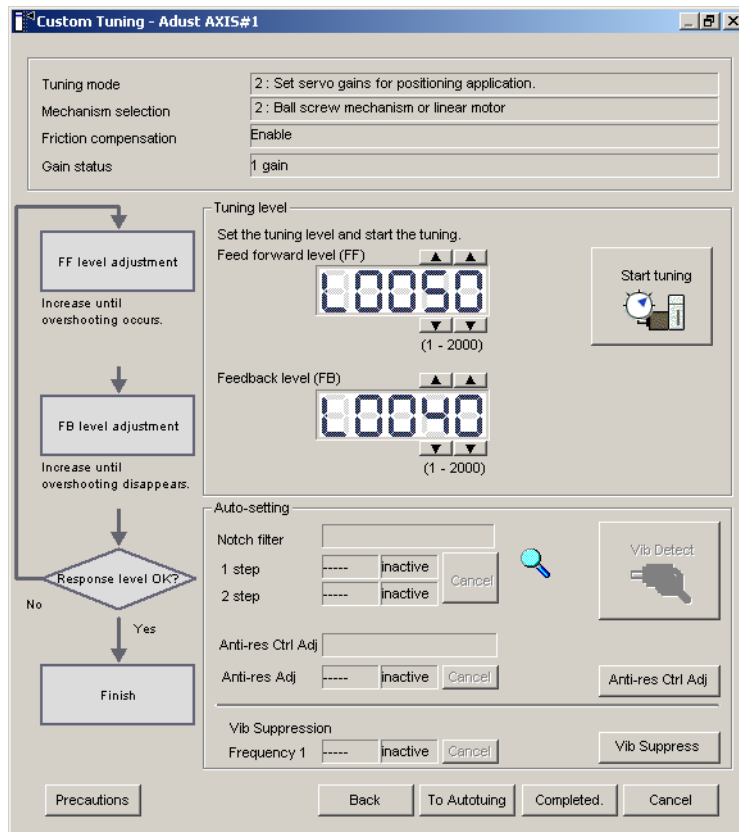 Custom Tuning - Adust AXIS#1
Tuning mode
2 : Set servo gains for positioning application.
Mechanism selection
2 : Ball screw mechanism or linear motor
Friction compensation
Enable
Gain status
1 gain
FF level adjustment
Increase until
overshooting occurs.
FB level adjustment
Increase until
overshooting disappears.
Response level OK?
No
Yes
Finish
Tuning level
Set the tuning level and start the tuning.
Feed forward level (FF)
L0050
(1 - 2000)
Start tuning
Feedback level (FB)
L0040
(1 - 2000)
Auto-setting
Notch filter
1 step
-----
inactive
2 step
-----
inactive
Cancel
Vib Detect
Anti-res Ctrl Adj
Anti-res Adj
-----
inactive
Cancel
Anti-res Ctrl Adj
Vib Suppression
Frequency 1
-----
inactive
Cancel
Vib Suppress
Precautions
Back
To Autotuing
Completed.
Cancel